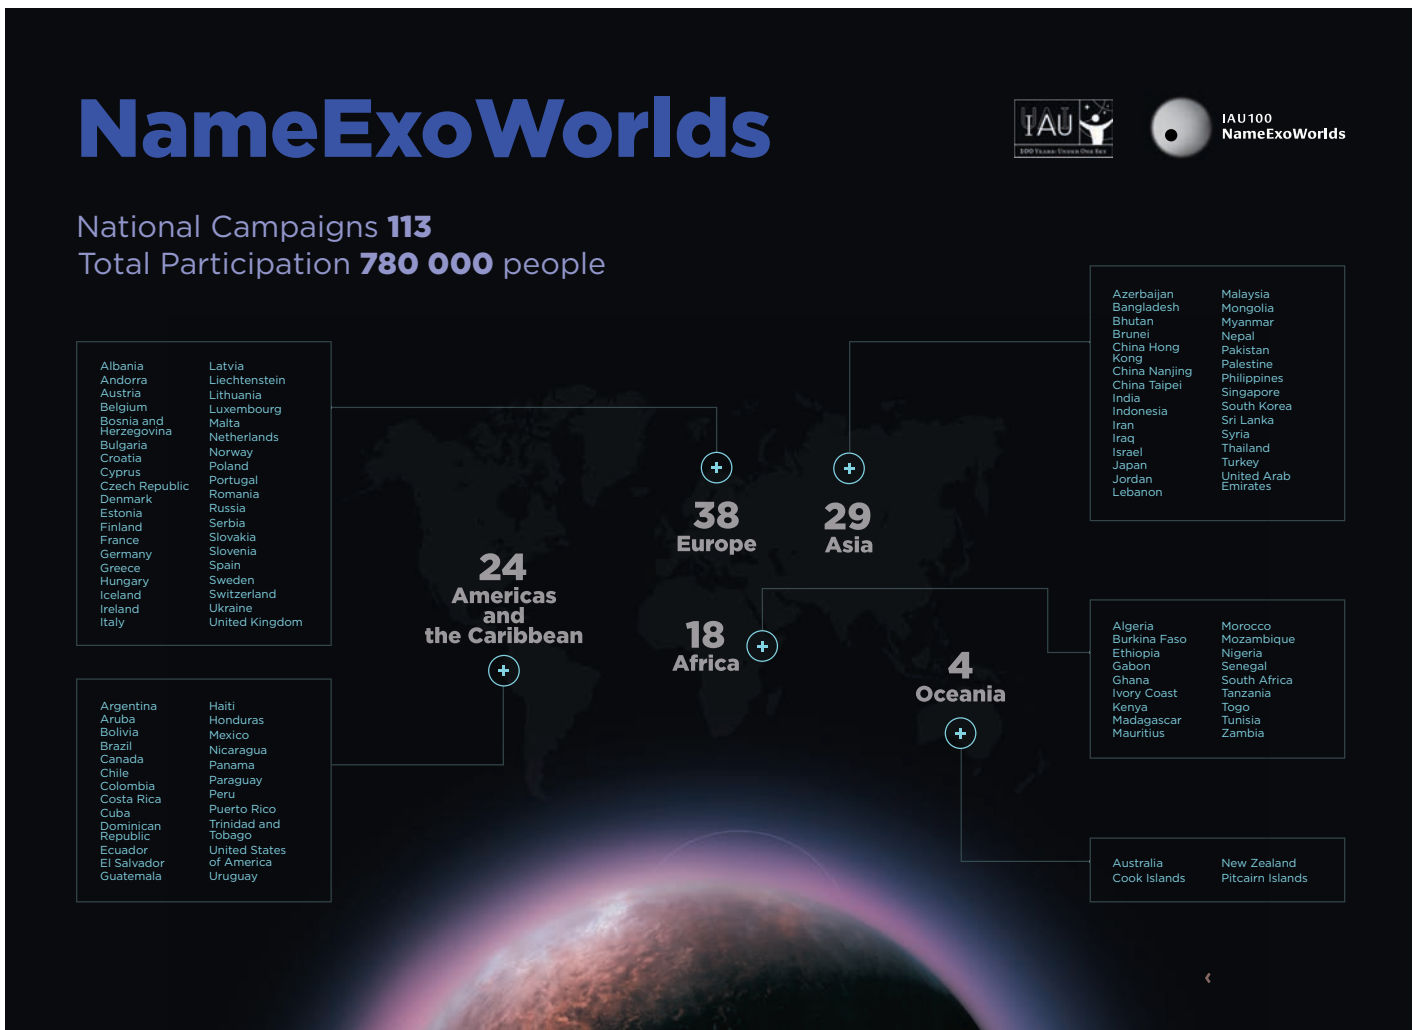 NameExoWorlds
IAU
100 Years: Under One Sky
IAU100
NameExoWorlds
National Campaigns 113
Total Participation 780 000 people
Albania
Andorra
Austria
Belgium
Bosnia and
Herzegovina
Bulgaria
Croatia
Cyprus
Czech Republic
Denmark
Estonia
Finland
France
Germany
Greece
Hungary
Iceland
Ireland
Italy
Latvia
Liechtenstein
Lithuania
Luxembourg
Malta
Netherlands
Norway
Poland
Portugal
Romania
Russia
Serbia
Slovakia
Slovenia
Spain
Sweden
Switzerland
Ukraine
United Kingdom
Azerbaijan
Bangladesh
Bhutan
Brunei
China Hong
Kong
China Nanjing
China Taipei
India
Indonesia
Iran
Iraq
Israel
Japan
Jordan
Lebanon
Malaysia
Mongolia
Myanmar
Nepal
Pakistan
Palestine
Philippines
Singapore
South Korea
Sri Lanka
Syria
Thailand
Turkey
United Arab
Emirates
38
Europe
29
Asia
24
Americas
and
the Caribbean
18
Africa
4
Oceania
Algeria
Burkina Faso
Ethiopia
Gabon
Ghana
Ivory Coast
Kenya
Madagascar
Mauritius
Morocco
Mozambique
Nigeria
Senegal
South Africa
Tanzania
Togo
Tunisia
Zambia
Argentina
Aruba
Bolivia
Brazil
Canada
Chile
Colombia
Costa Rica
Cuba
Dominican
Republic
Ecuador
El Salvador
Guatemala
Haiti
Honduras
Mexico
Nicaragua
Panama
Paraguay
Peru
Puerto Rico
Trinidad and
Tobago
United States
of America
Uruguay
Australia
Cook Islands
New Zealand
Pitcairn Islands